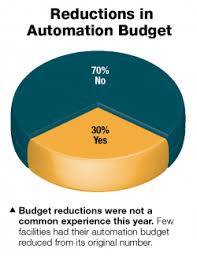 Reductions in
Automation Budget
70%
No
30%
Yes
▲ Budget reductions were not a
common experience this year. Few
facilities had their automation budget
reduced from its original number.